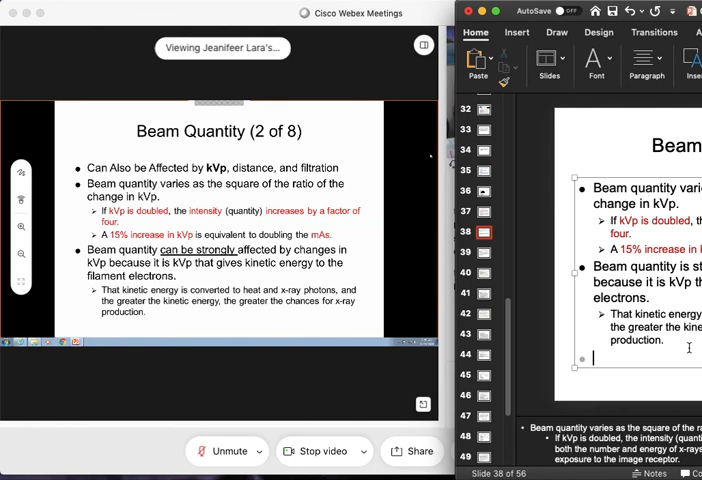 Cisco Webex Meetings
Viewing Jeanifeer Lara's...
Beam Quantity (2 of 8)
Can Also be Affected by kVp, distance, and filtration
Beam quantity varies as the square of the ratio of the
change in kVp.
If kVp is doubled, the intensity (quantity) increases by a factor of
four.
A 15% increase in kVp is equivalent to doubling the mAs.
Beam quantity can be strongly affected by changes in
kVp because it is kVp that gives kinetic energy to the
filament electrons.
That kinetic energy is converted to heat and x-ray photons, and
the greater the kinetic energy, the greater the chances for x-ray
production.
Unmute
Stop video
Share
AutoSave OFF
Home Insert Draw Design Transitions A
Paste
Slides
Font
Paragraph
Inser
32
33
34
35
36
37
38
39
40
41
42
43
44
45
46
47
48
49
Beam
Beam quantity vari
change in kVp.
If kVp is doubled, th
four.
A 15% increase in k
Beam quantity is st
because it is kVp th
electrons.
That kinetic energy
the greater the kine
production.
Beam quantity varies as the square of the ra
If kVp is doubled, the intensity (quanti
both the number and energy of x-rays
exposure to the image receptor.
Slide 38 of 56
Notes
Co